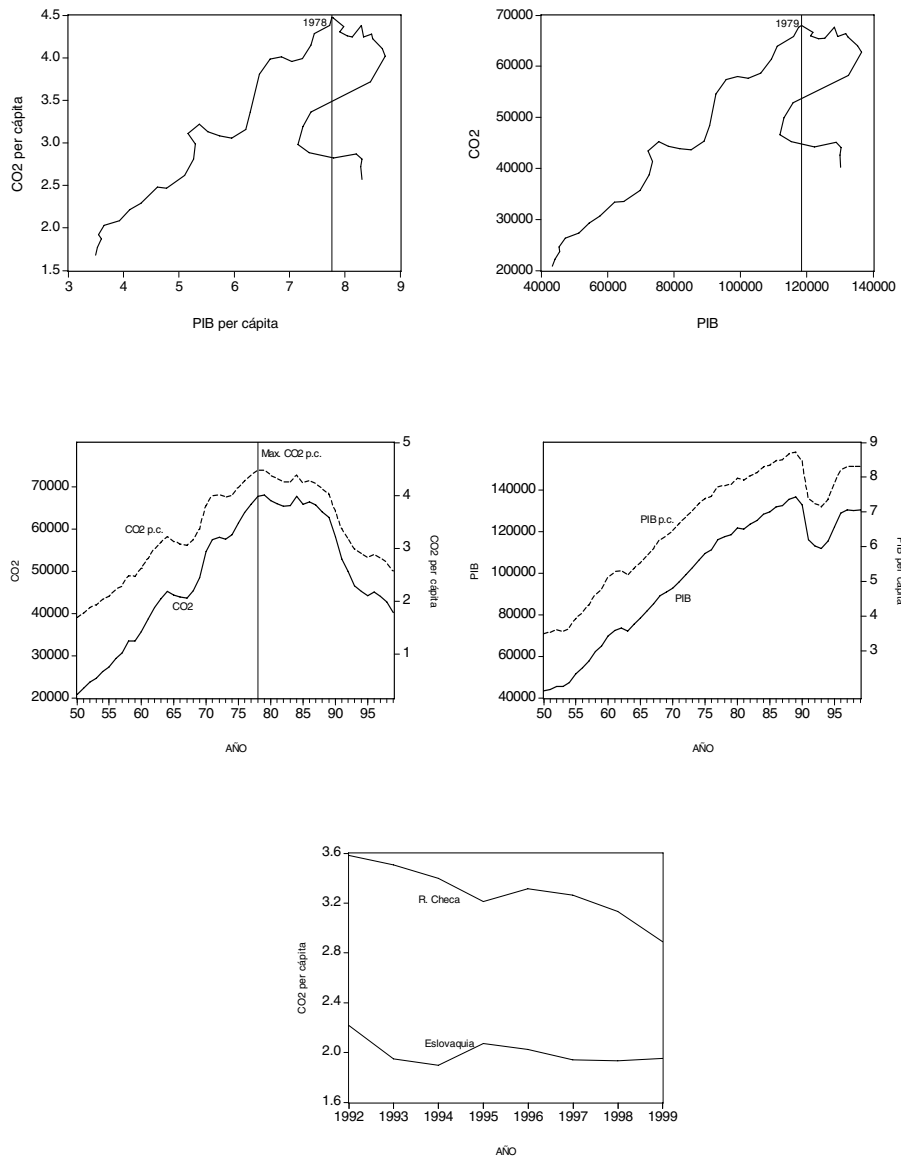 4.5
4.0
3.5
3.0
2.5
2.0
1.5
CO2 per cápita
1978
3 4 5 6 7 8 9
PIB per cápita
70000
60000
50000
40000
30000
20000
CO2
1979
40000 60000 80000 100000 120000 140000
PIB
70000
60000
50000
40000
30000
20000
CO2
5
4
3
2
1
CO2 per cápita
Max. CO2 p.c.
CO2 p.c.
CO2
50 55 60 65 70 75 80 85 90 95
AÑO
140000
120000
100000
80000
60000
40000
PIB
9
8
7
6
5
4
3
PIB per cápita
PIB p.c.
PIB
50 55 60 65 70 75 80 85 90 95
AÑO
3.6
3.2
2.8
2.4
2.0
1.6
CO2 per cápita
R. Checa
Eslovaquia
1992 1993 1994 1995 1996 1997 1998 1999
AÑO